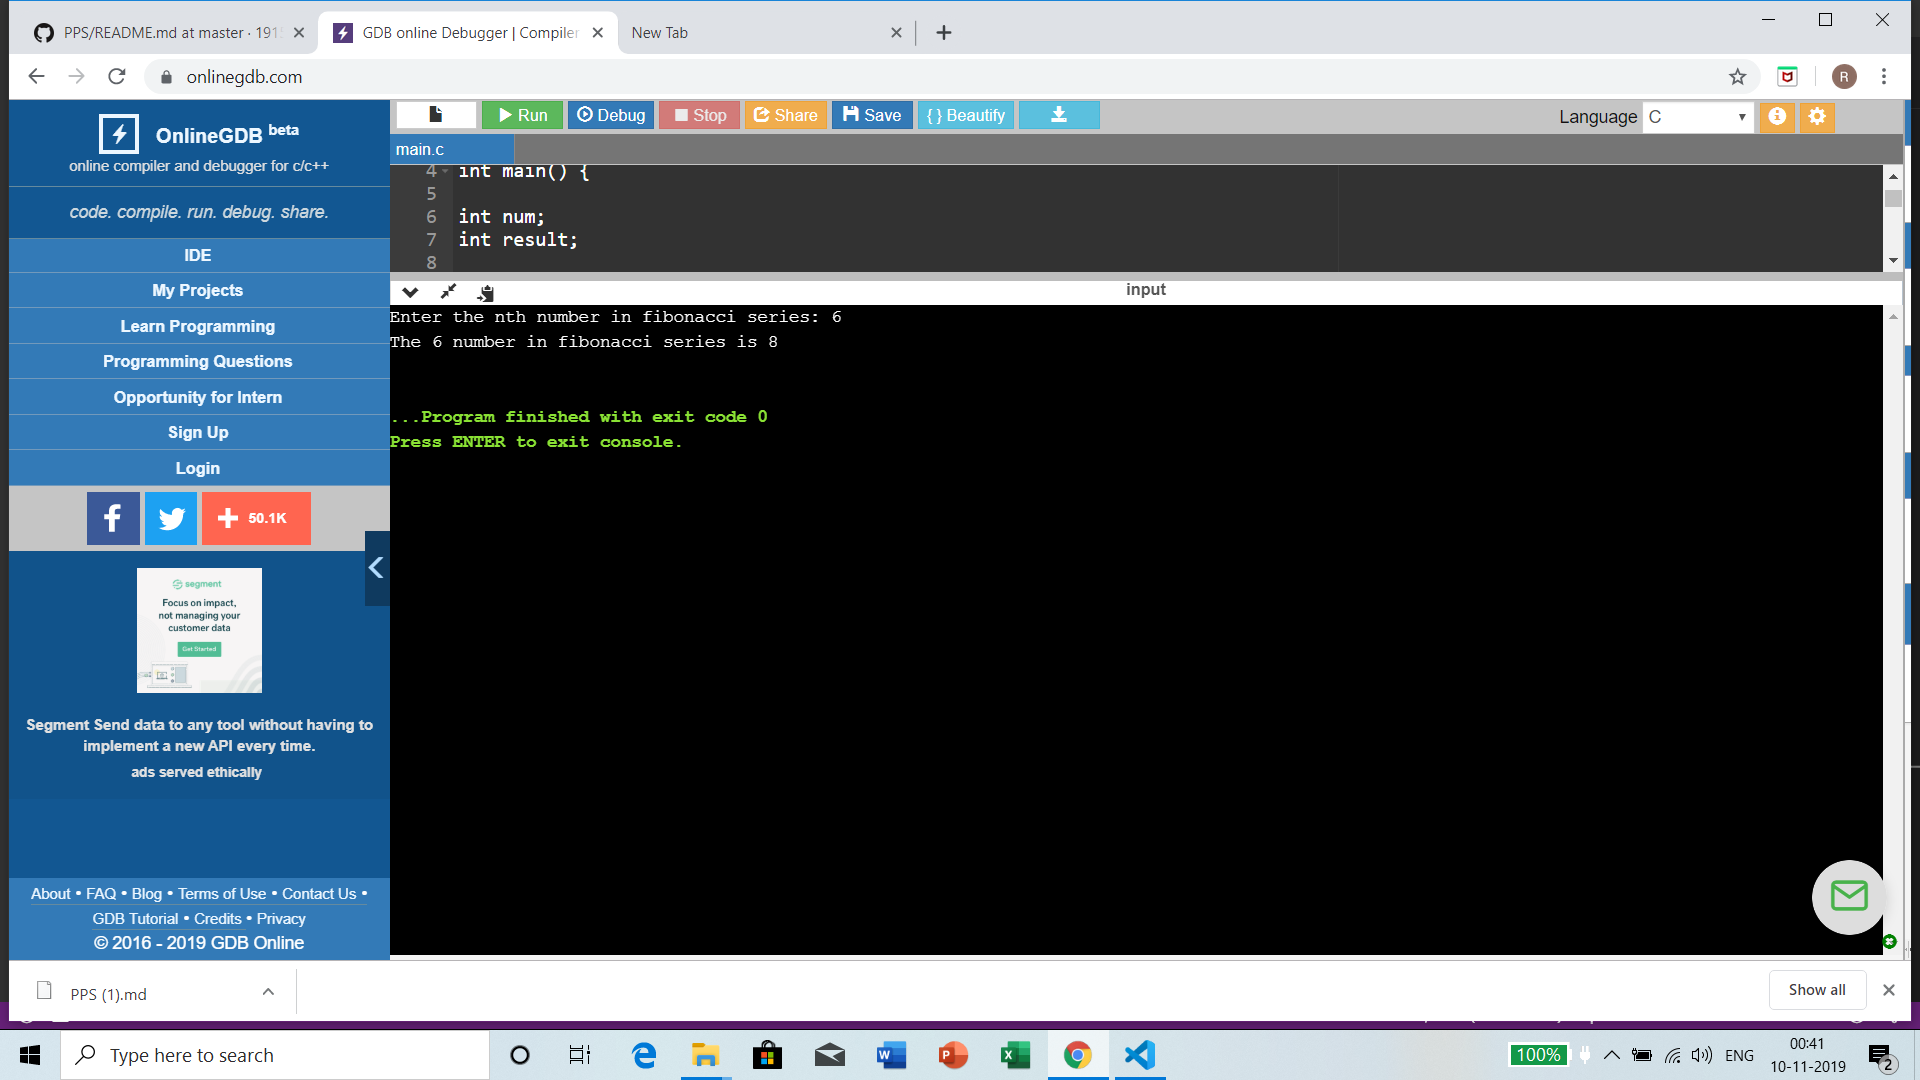 PPS/README.md at master · 191
GDB online Debugger | Compiler
New Tab
onlinegdb.com
R
OnlineGDB beta
online compiler and debugger for c/c++
code. compile. run. debug. share.
IDE
My Projects
Learn Programming
Programming Questions
Opportunity for Intern
Sign Up
Login
50.1K
segment
Focus on impact,
not managing your
customer data
Get Started
Segment Send data to any tool without having to
implement a new API every time.
ads served ethically
About • FAQ • Blog • Terms of Use • Contact Us •
GDB Tutorial • Credits • Privacy
© 2016 - 2019 GDB Online
Run
Debug
Stop
Share
Save
{ } Beautify
Language C
main.c
4 int main() {
5
6 int num;
7 int result;
8
input
Enter the nth number in fibonacci series: 6
The 6 number in fibonacci series is 8
...Program finished with exit code 0
Press ENTER to exit console.
PPS (1).md
Show all
Type here to search
100%
ENG
00:41
10-11-2019
2